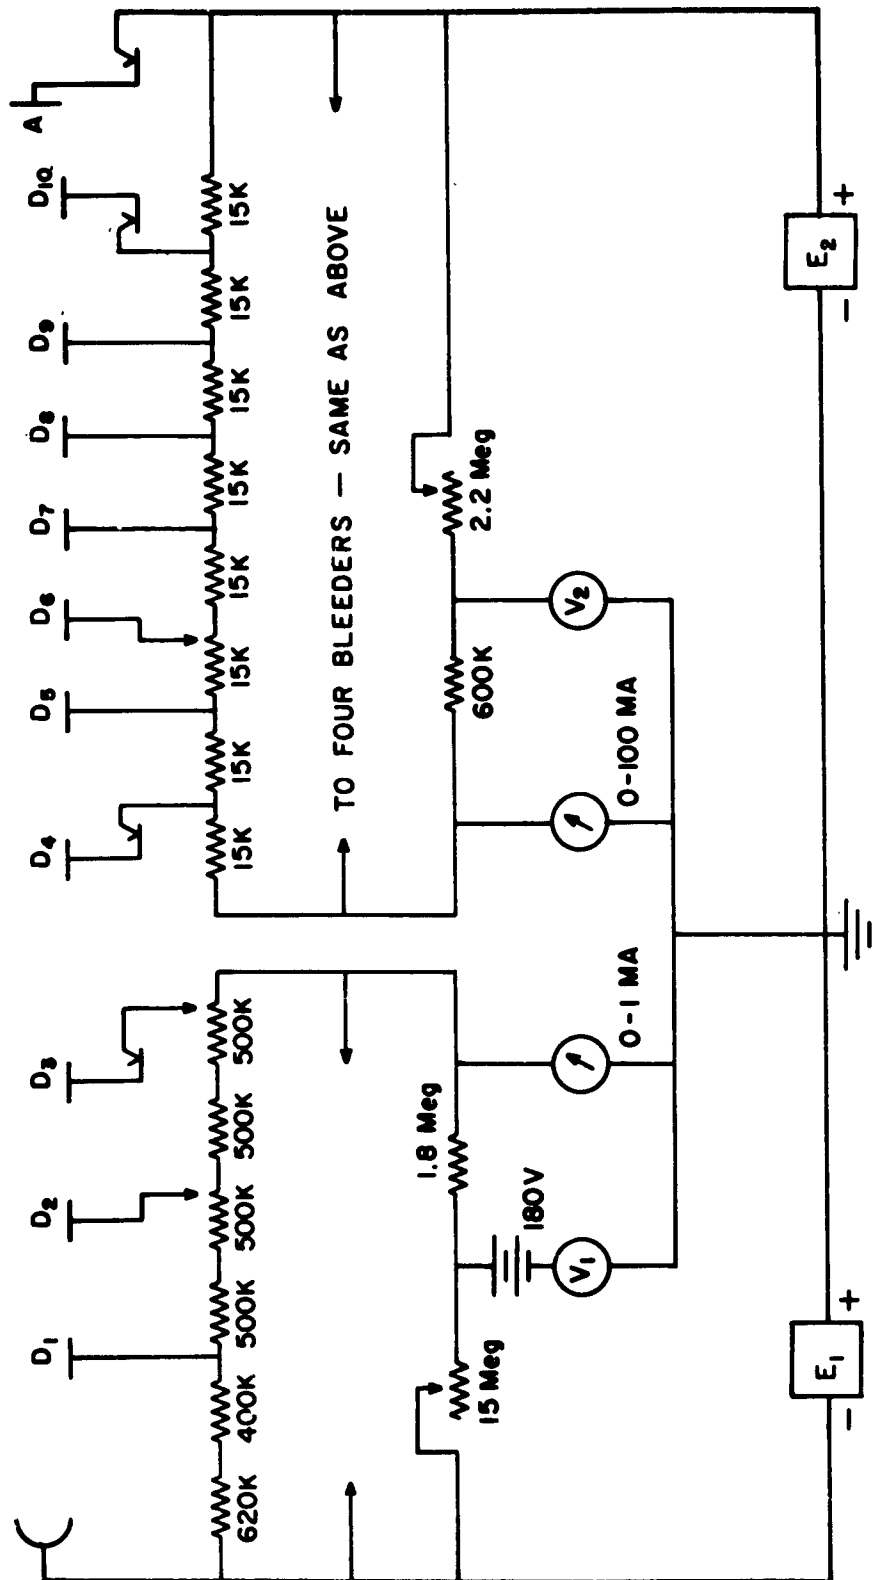 D1 D2 D3 D4 D5 D6 D7 D8 D9 D10 A
620K 400K 500K 500K 500K 500K 15K 15K 15K 15K 15K 15K 15K 15K
TO FOUR BLEEDERS — SAME AS ABOVE
15 Meg 1.8 Meg 600K 2.2 Meg
180V
V1 V2
0-1 MA 0-100 MA
- E1 + - E2 +